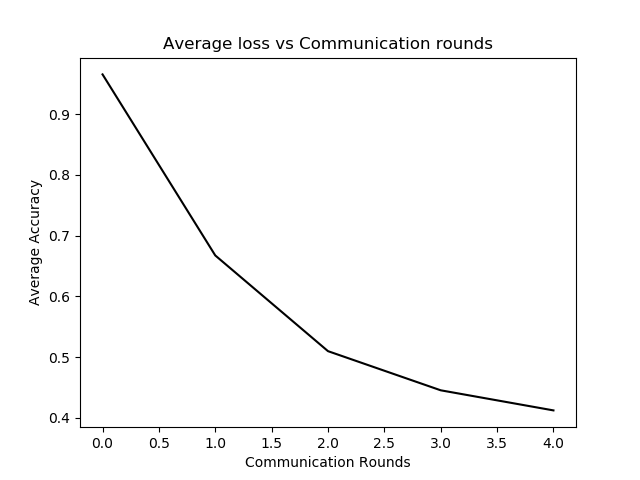 Average loss vs Communication rounds
Average Accuracy
0.9
0.8
0.7
0.6
0.5
0.4
0.0 0.5 1.0 1.5 2.0 2.5 3.0 3.5 4.0
Communication Rounds